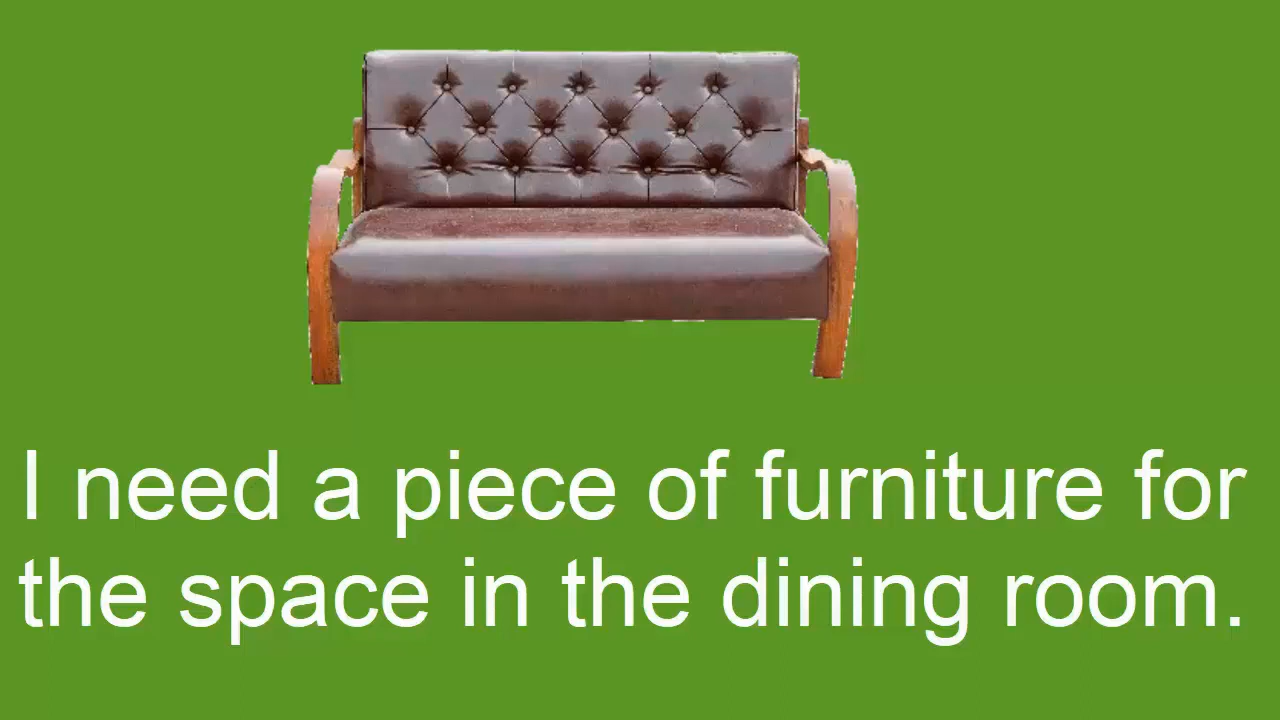 I need a piece of furniture for
the space in the dining room.